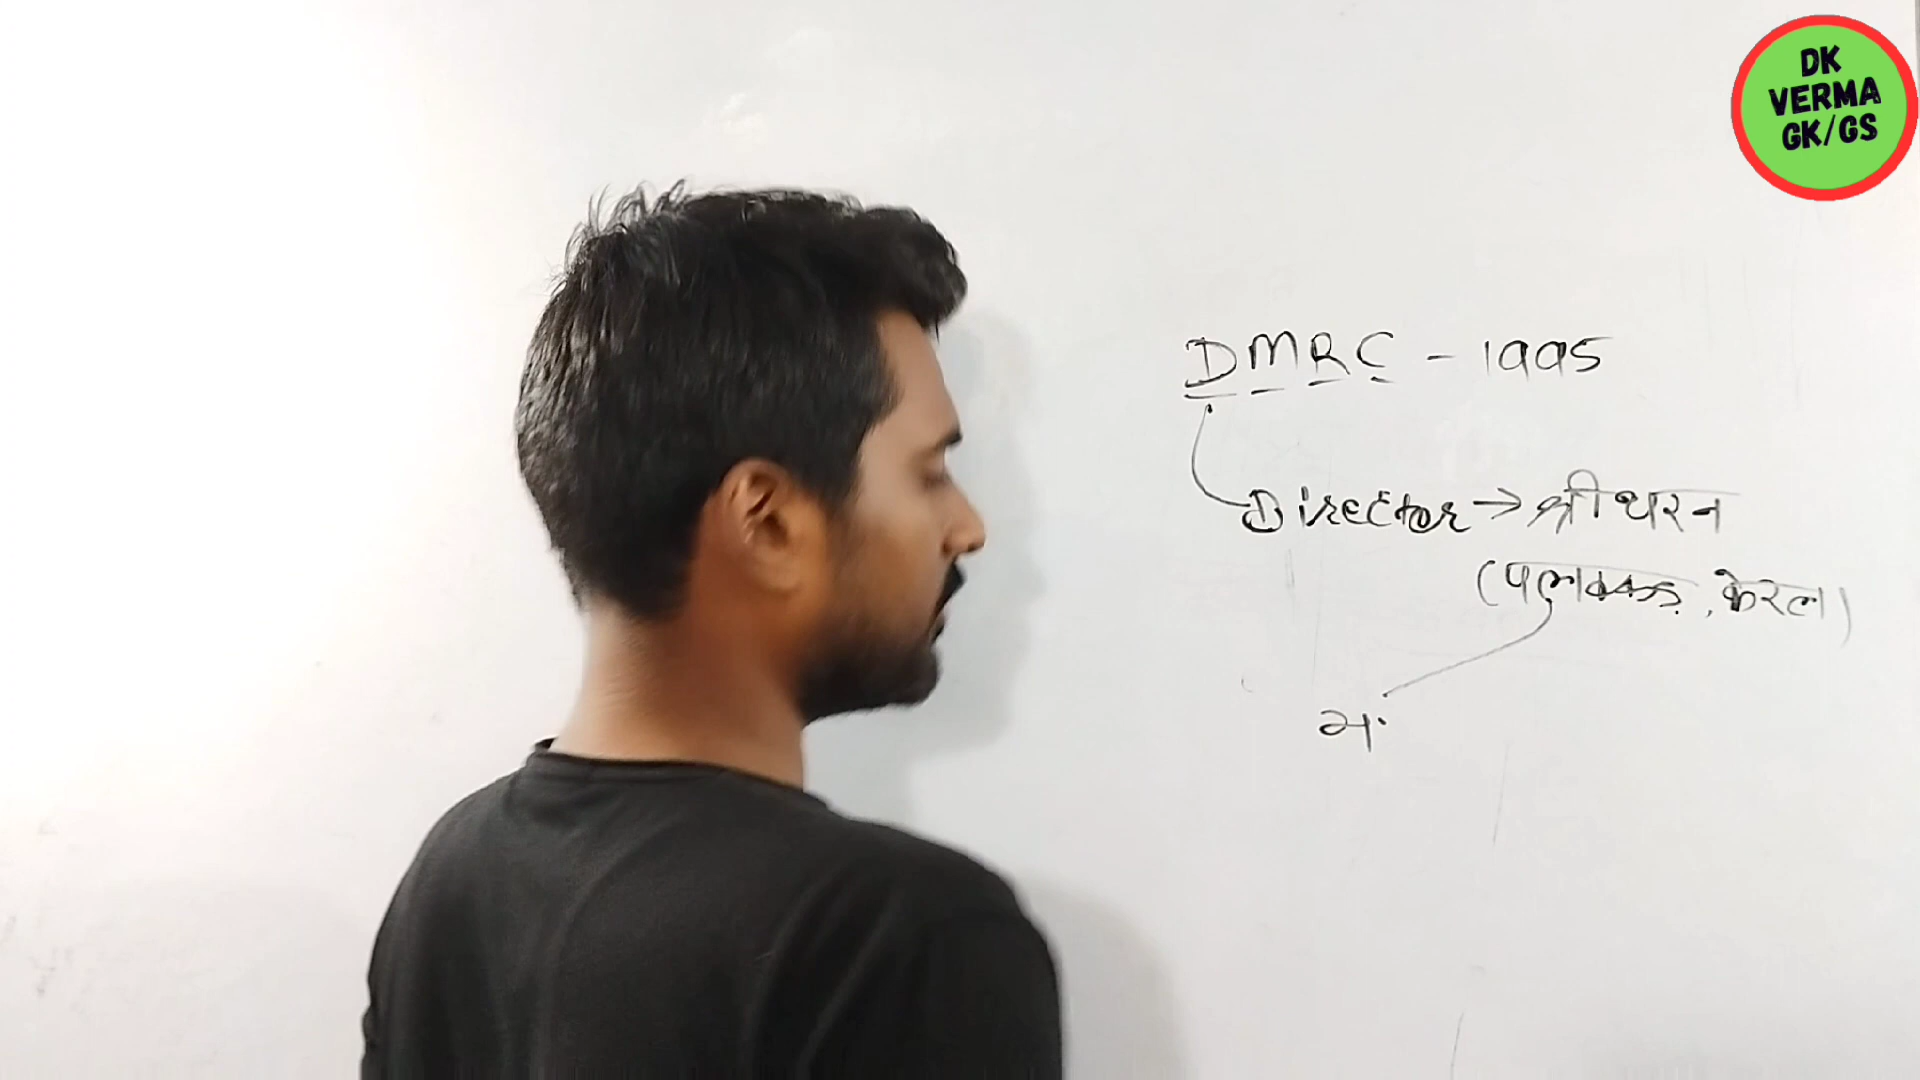 DK
VERMA
GK/GS
DMRC - 1995
Director → श्रीधरन
(पलक्कड़, केरल)